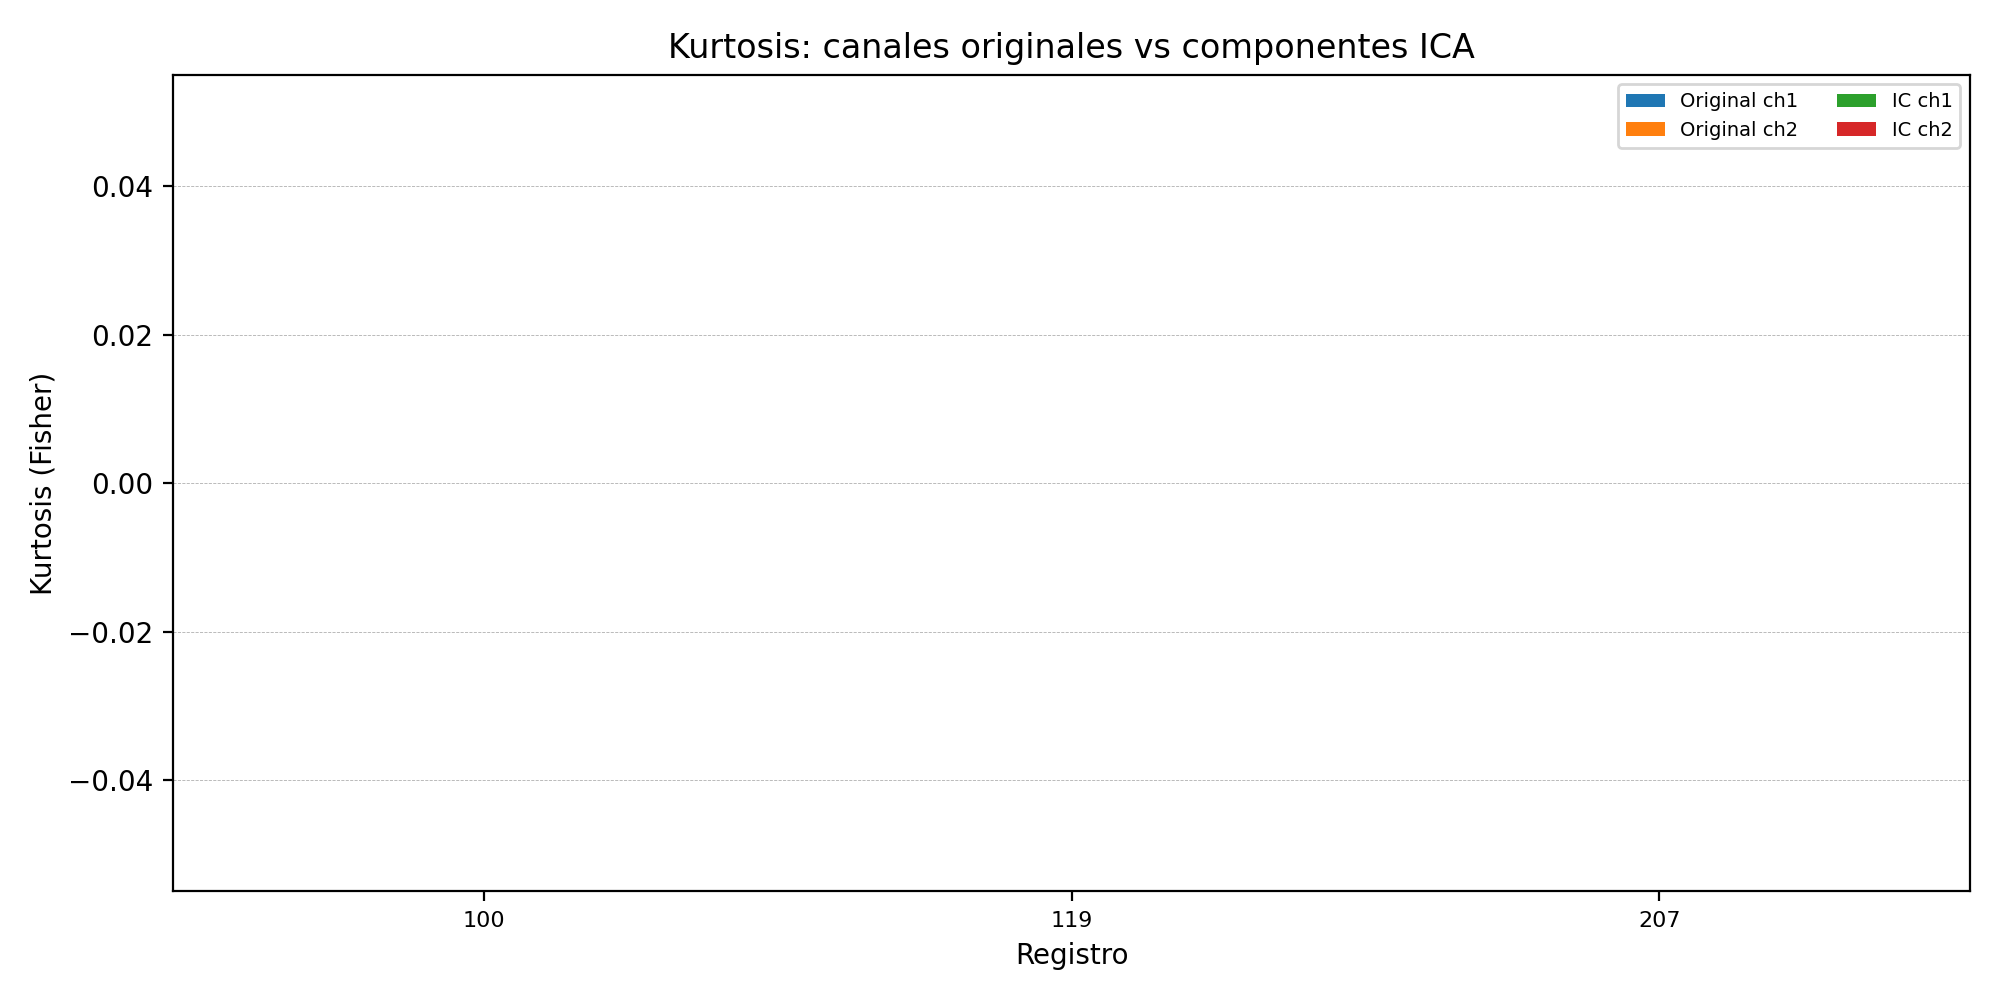 Kurtosis: canales originales vs componentes ICA
Original ch1
Original ch2
IC ch1
IC ch2
Kurtosis (Fisher)
0.04
0.02
0.00
−0.02
−0.04
100
119
207
Registro